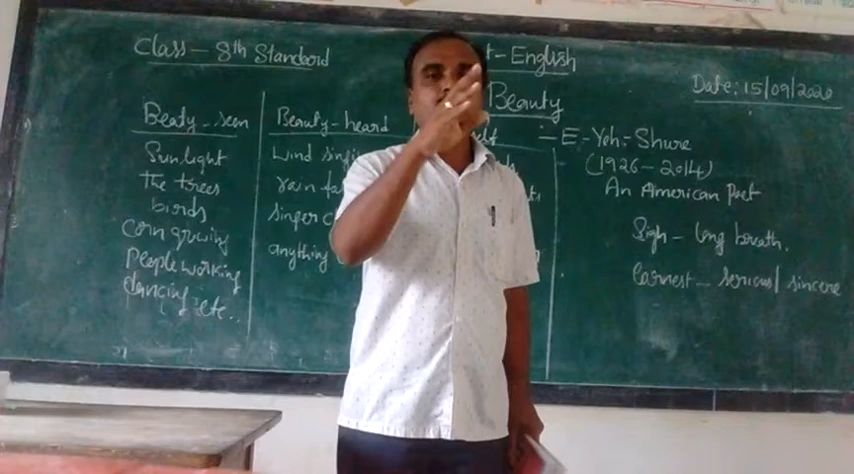 Class - 8th Standord
t - English
Date: 15/09/2020
Beauty
Beaty - seen
Sunlight
the trees
birds
corn growing
People working
dancing etc..
Beauty - heard
Wind
rain
singer
anything
:- E.-Yeh.-Shure
(1926 - 2014)
An American Poet
Sigh - long breath.
Earnest - serious/ sincere